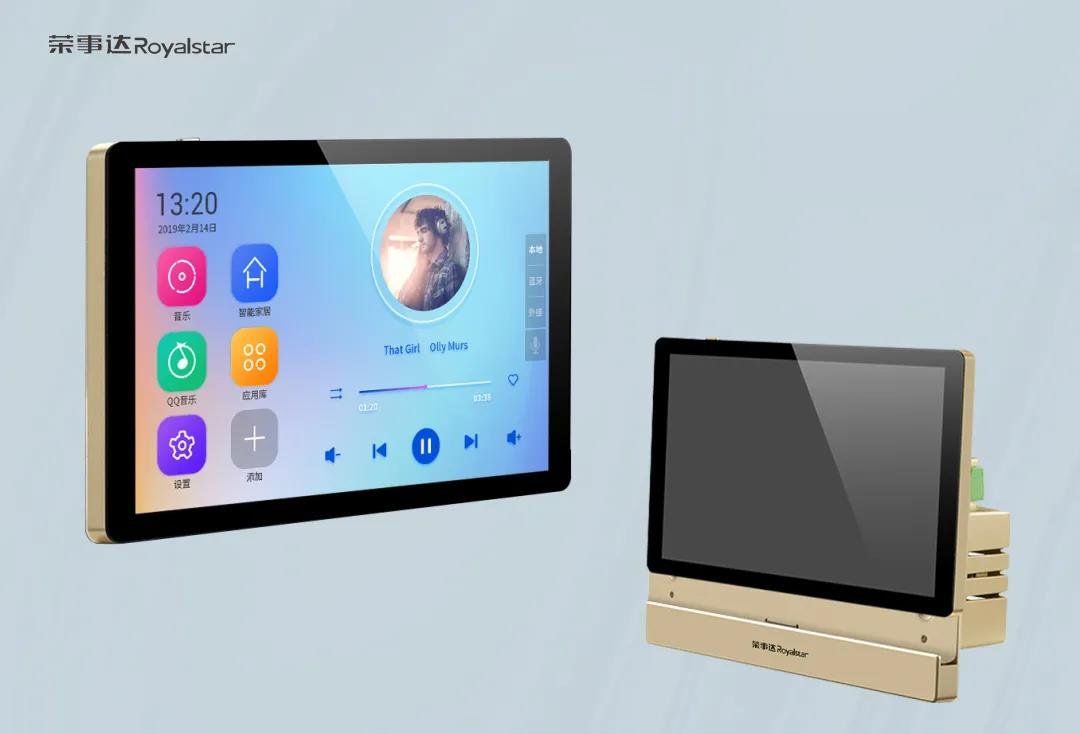 荣事达Royalstar
13:20
2019年2月14日
音乐
智能家居
QQ音乐
应用库
设置
添加
That Girl Olly Murs
01:20
03:35
本地
蓝牙
外接
荣事达Royalstar